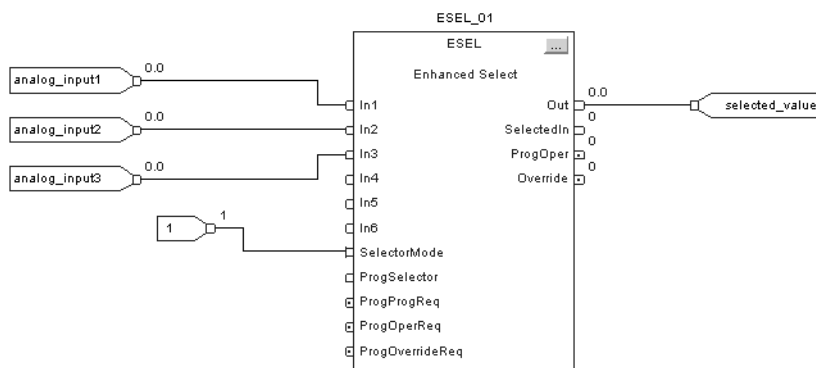 ESEL_01
ESEL
...
Enhanced Select
analog_input1
0.0
In1
Out
0.0
selected_value
analog_input2
0.0
In2
SelectedIn
0
analog_input3
0.0
In3
ProgOper
0
In4
Override
0
In5
In6
1
1
SelectorMode
ProgSelector
ProgProgReq
ProgOperReq
ProgOverrideReq